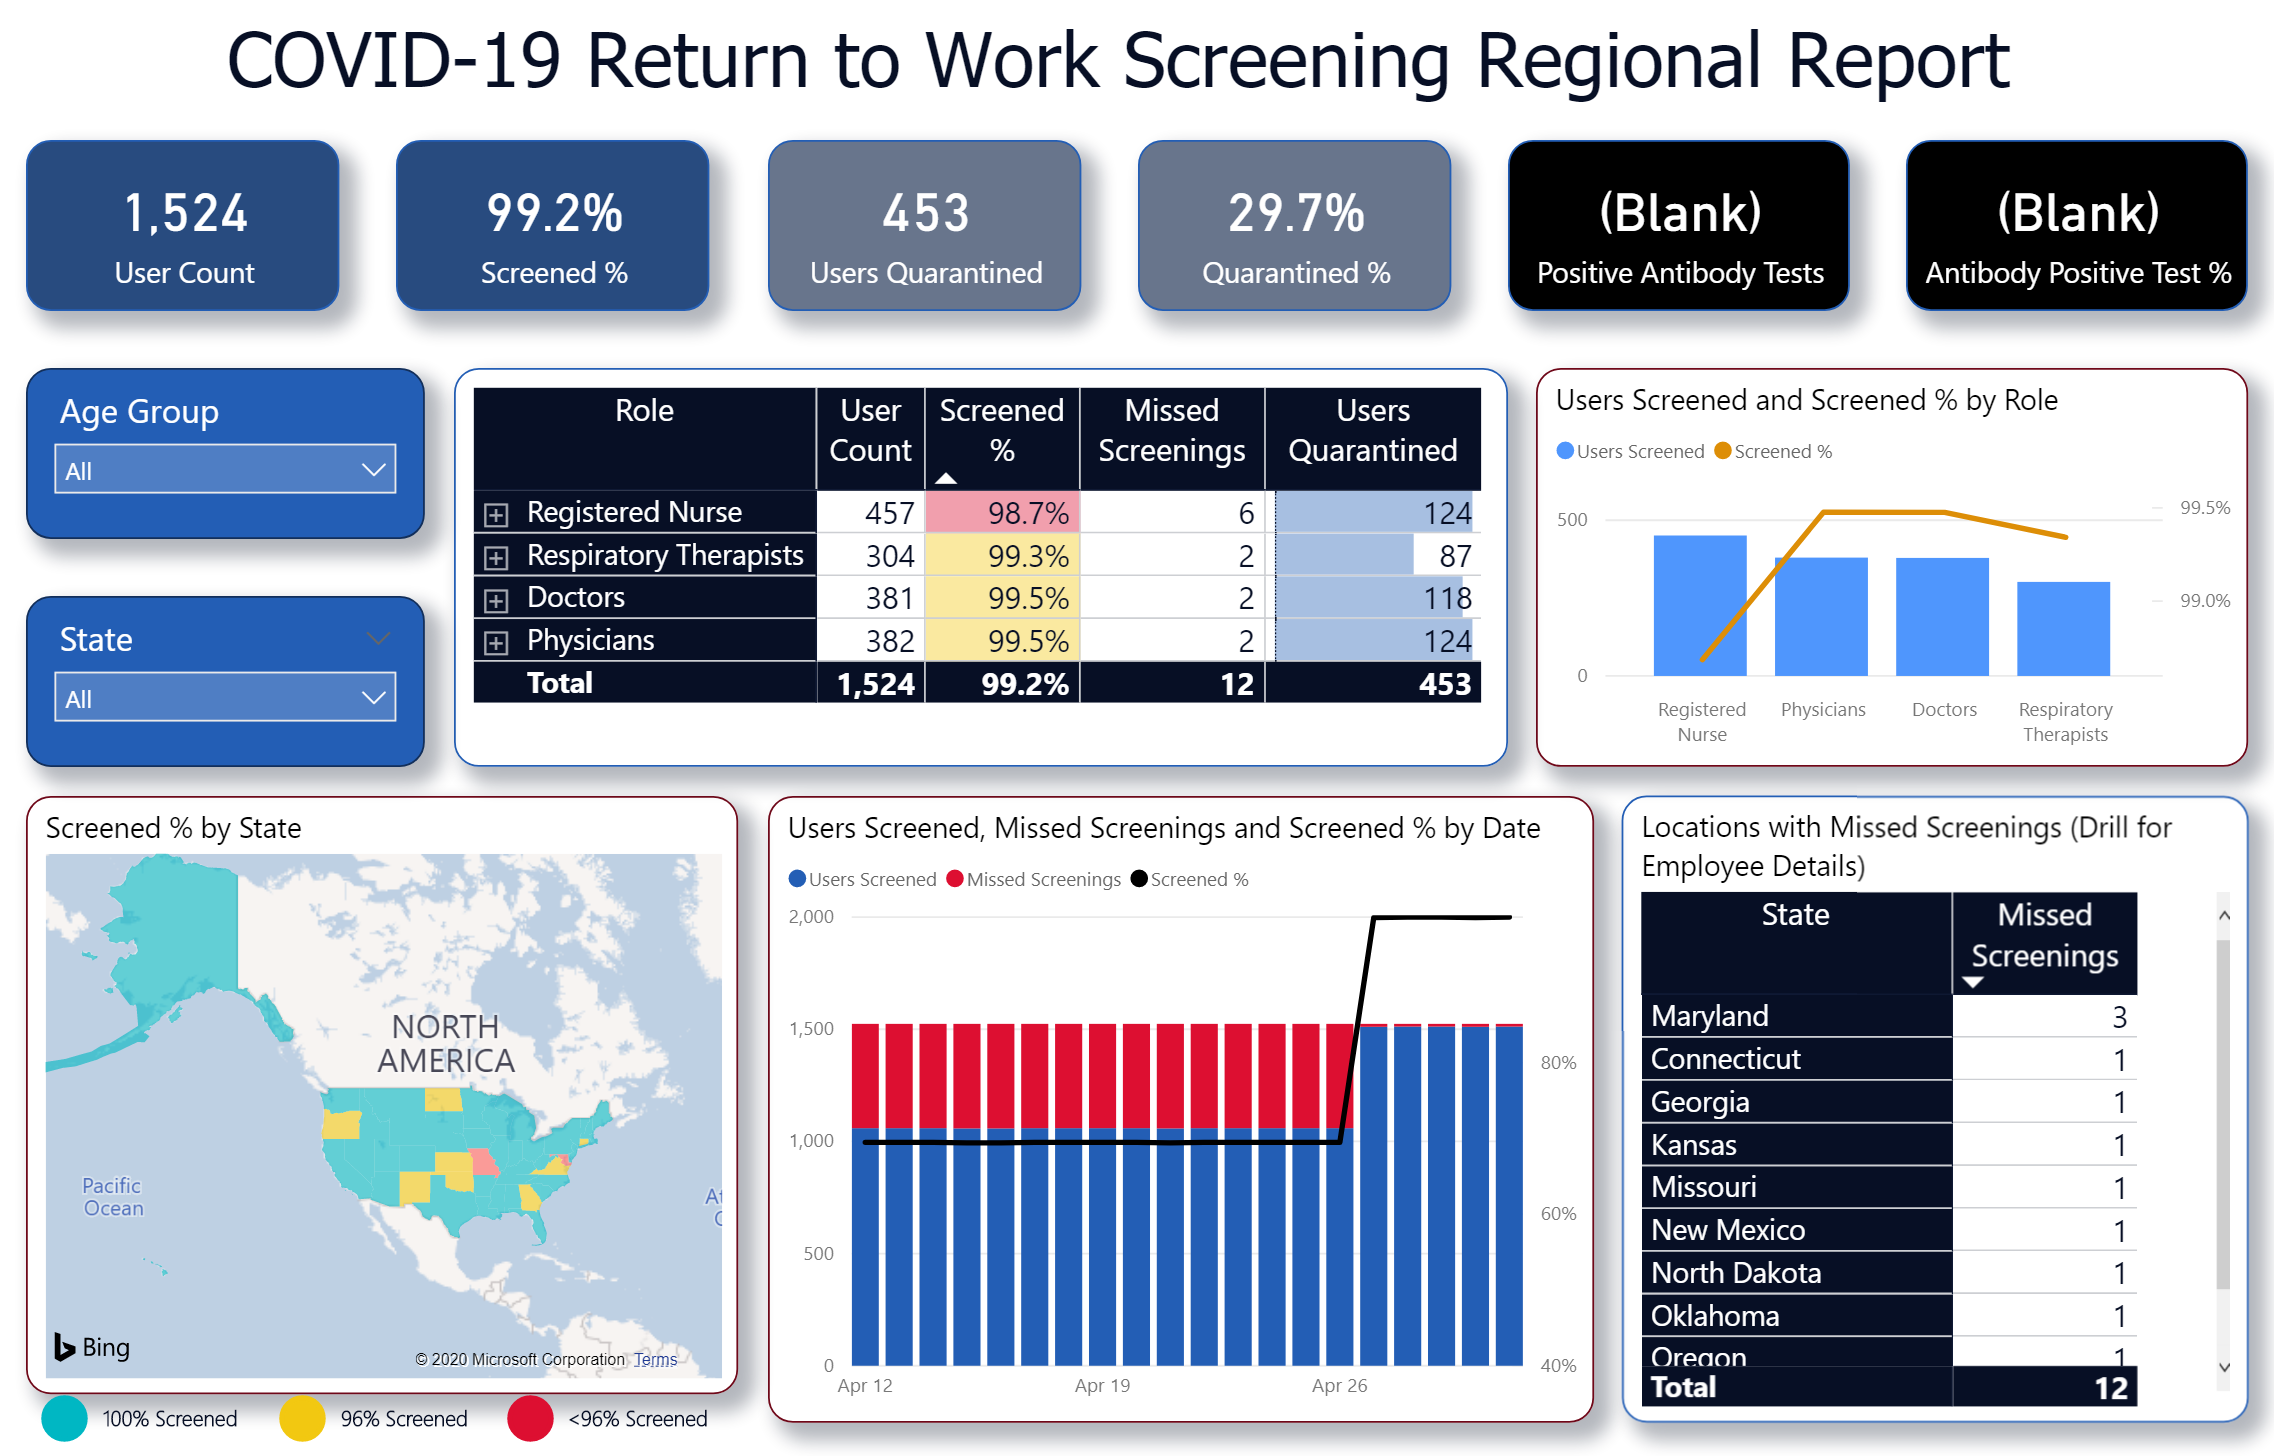 COVID-19 Return to Work Screening Regional Report
1,524
User Count
99.2%
Screened %
453
Users Quarantined
29.7%
Quarantined %
(Blank)
Positive Antibody Tests
(Blank)
Antibody Positive Test %
Age Group
All
State
All
Role User Count Screened % Missed Screenings Users Quarantined
Registered Nurse 457 98.7% 6 124
Respiratory Therapists 304 99.3% 2 87
Doctors 381 99.5% 2 118
Physicians 382 99.5% 2 124
Total 1,524 99.2% 12 453
Users Screened and Screened % by Role
Users Screened Screened %
500
0
99.5%
99.0%
Registered Nurse
Physicians
Doctors
Respiratory Therapists
Screened % by State
NORTH
AMERICA
Pacific
Ocean
Bing
© 2020 Microsoft Corporation Terms
100% Screened 96% Screened <96% Screened
Users Screened, Missed Screenings and Screened % by Date
Users Screened Missed Screenings Screened %
2,000
1,500
1,000
500
0
80%
60%
40%
Apr 12 Apr 19 Apr 26
Locations with Missed Screenings (Drill for
Employee Details)
State Missed Screenings
Maryland 3
Connecticut 1
Georgia 1
Kansas 1
Missouri 1
New Mexico 1
North Dakota 1
Oklahoma 1
Oregon 1
Total 12